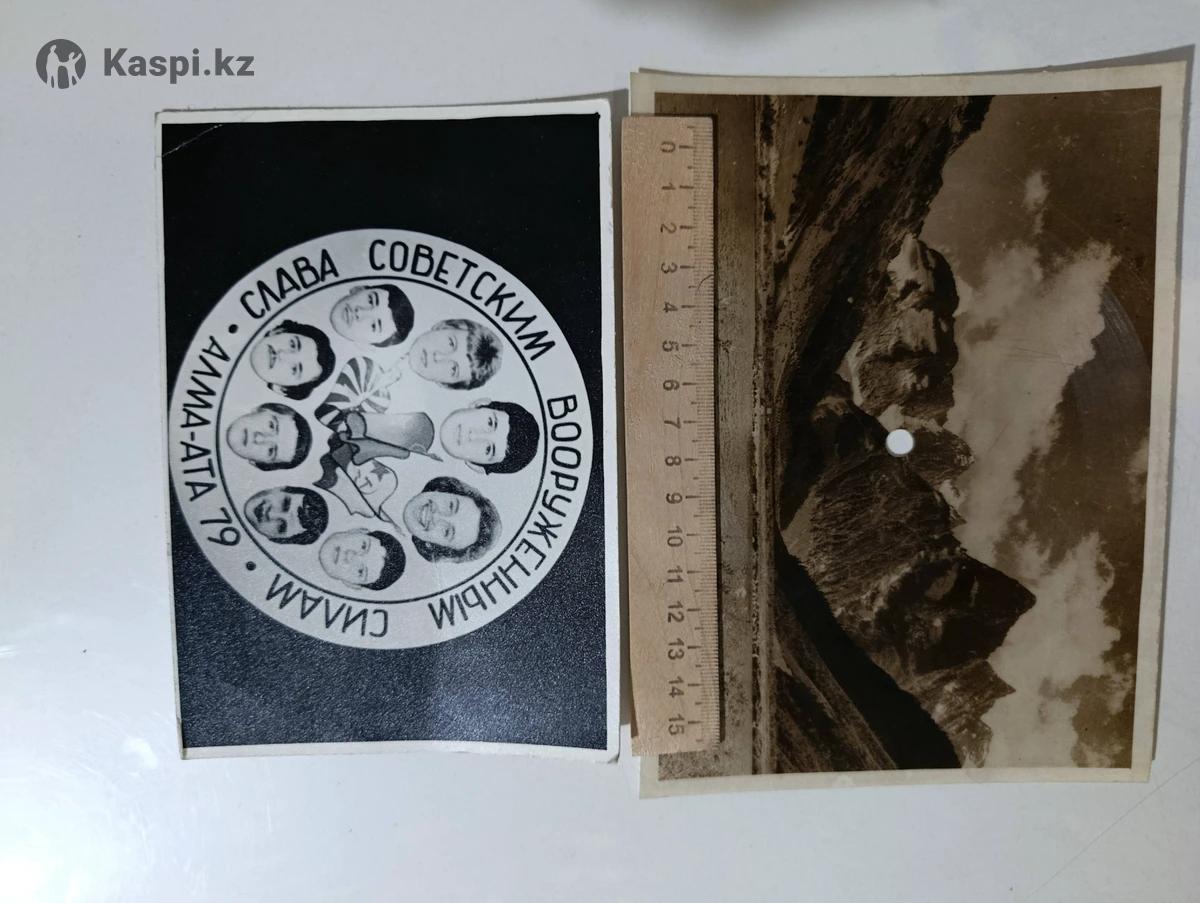 Kaspi.kz
• СЛАВА СОВЕТСКИМ ВООРУЖЕННЫМ СИЛАМ •
АЛМА-АТА 79
0 1 2 3 4 5 6 7 8 9 10 11 12 13 14 15